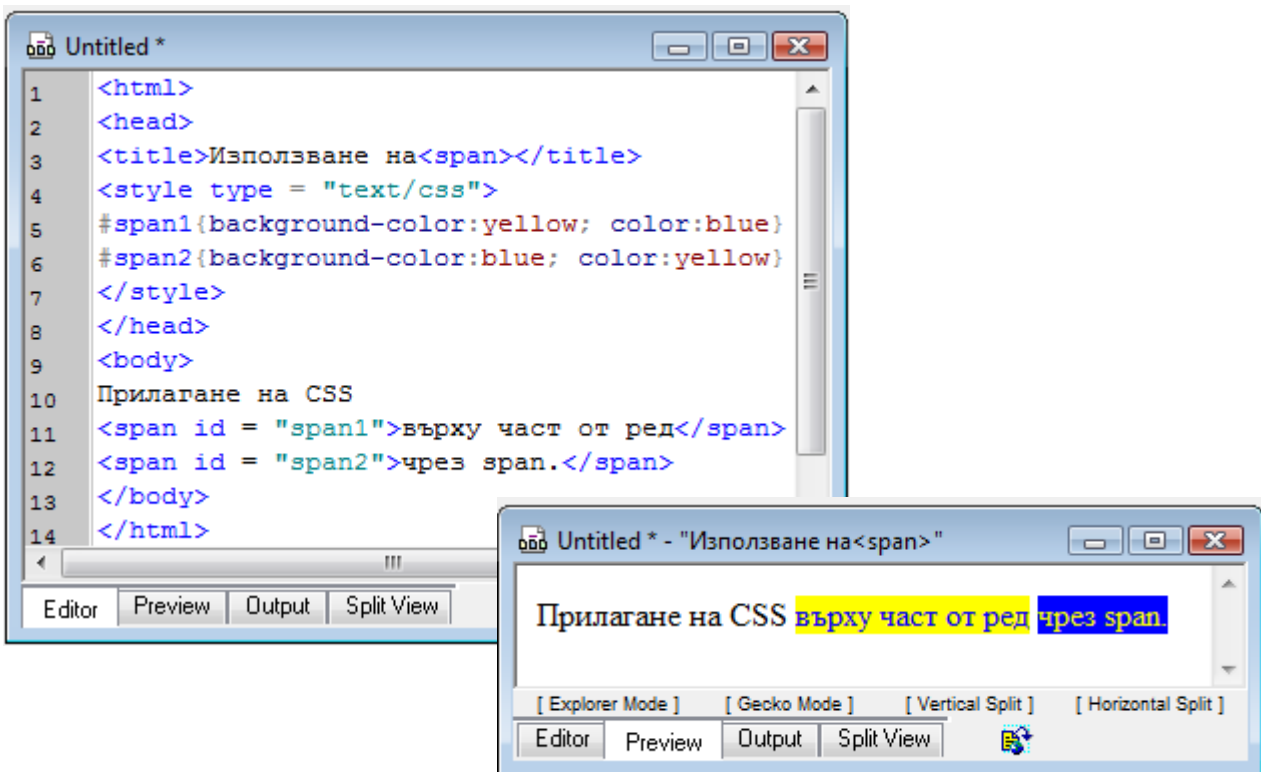 Untitled *
1 <html>
2 <head>
3 <title>Използване на<span></title>
4 <style type = "text/css">
5 #span1{background-color:yellow; color:blue}
6 #span2{background-color:blue; color:yellow}
7 </style>
8 </head>
9 <body>
10 Прилагане на CSS
11 <span id = "span1">върху част от ред</span>
12 <span id = "span2">чрез span.</span>
13 </body>
14 </html>
Editor Preview Output Split View
Untitled * - "Използване на<span>"
Прилагане на CSS върху част от ред чрез span.
[ Explorer Mode ] [ Gecko Mode ] [ Vertical Split ] [ Horizontal Split ]
Editor Preview Output Split View